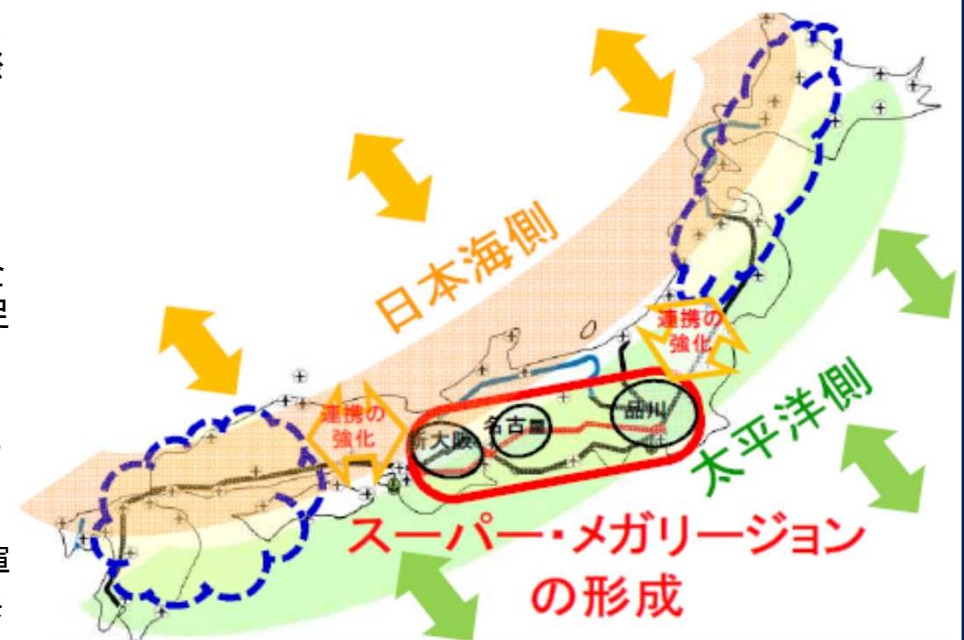 日本海側
連携の
強化
品川
名古屋
新大阪
連携の
強化
太平洋側
スーパー・メガリージョン
の形成